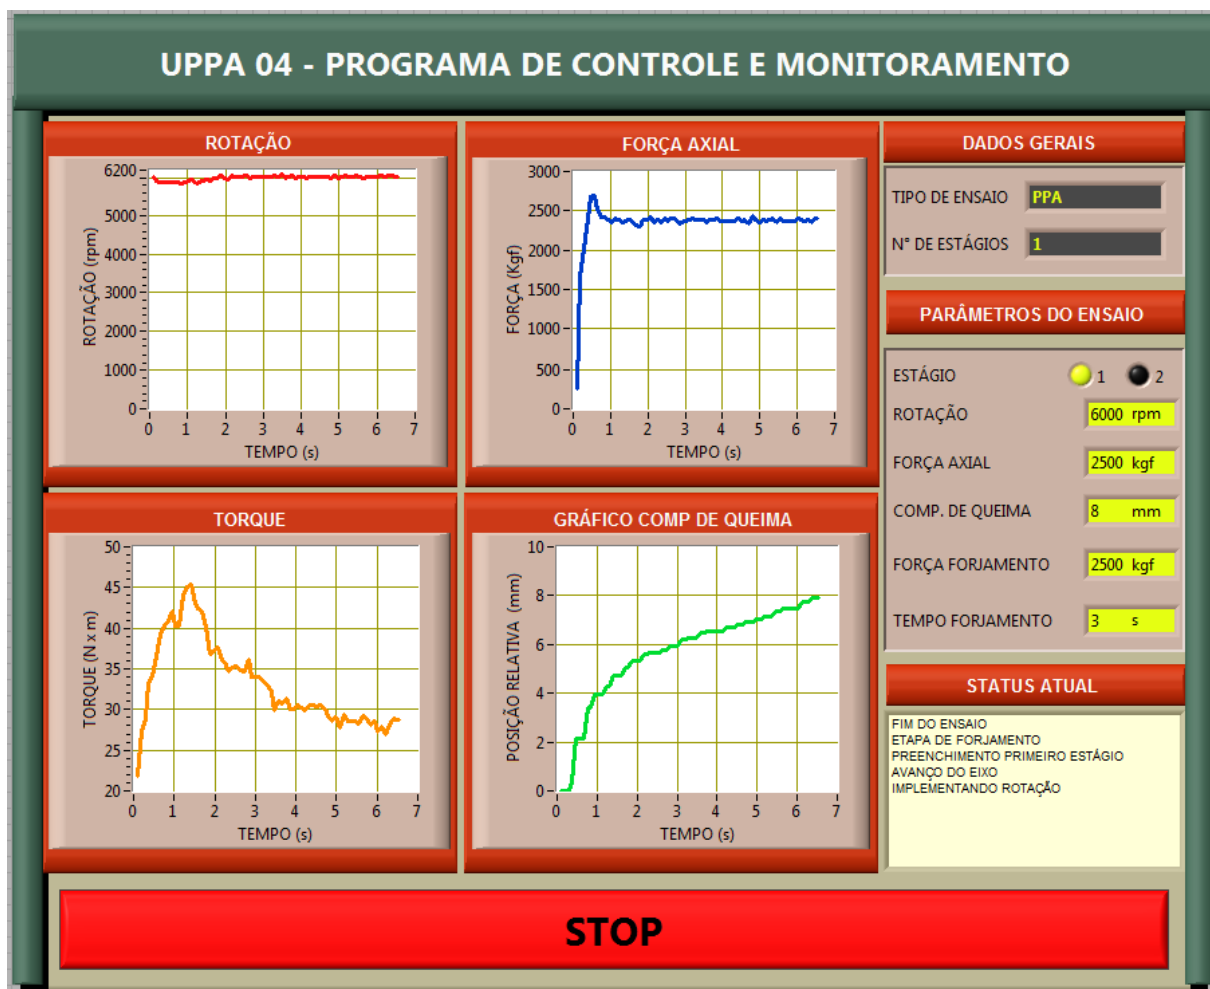 UPPA 04 - PROGRAMA DE CONTROLE E MONITORAMENTO
ROTAÇÃO
ROTAÇÃO (rpm)
6200
5000
4000
3000
2000
1000
0
0 1 2 3 4 5 6 7
TEMPO (s)
FORÇA AXIAL
FORÇA (Kgf)
3000
2500
2000
1500
1000
500
0
0 1 2 3 4 5 6 7
TEMPO (s)
DADOS GERAIS
TIPO DE ENSAIO PPA
N° DE ESTÁGIOS 1
PARÂMETROS DO ENSAIO
ESTÁGIO 1 2
ROTAÇÃO 6000 rpm
FORÇA AXIAL 2500 kgf
COMP. DE QUEIMA 8 mm
FORÇA FORJAMENTO 2500 kgf
TEMPO FORJAMENTO 3 s
TORQUE
TORQUE (N x m)
50
45
40
35
30
25
20
0 1 2 3 4 5 6 7
TEMPO (s)
GRÁFICO COMP DE QUEIMA
POSIÇÃO RELATIVA (mm)
10
8
6
4
2
0
0 1 2 3 4 5 6 7
TEMPO (s)
STATUS ATUAL
FIM DO ENSAIO
ETAPA DE FORJAMENTO
PREENCHIMENTO PRIMEIRO ESTÁGIO
AVANÇO DO EIXO
IMPLEMENTANDO ROTAÇÃO
STOP